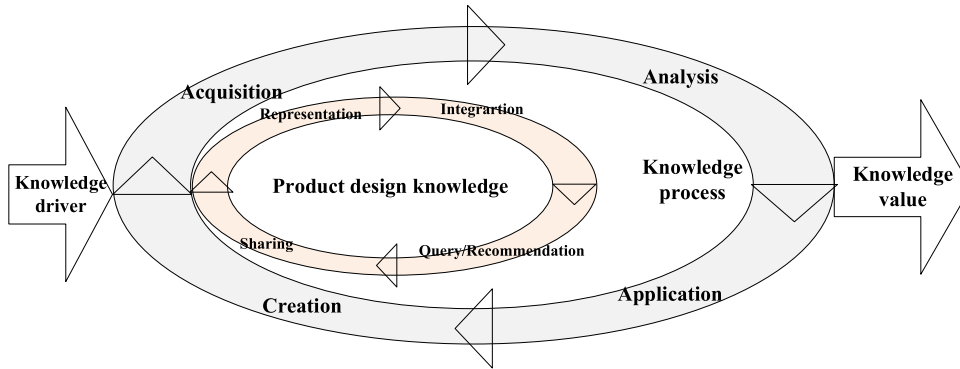 Acquisition
Analysis
Representation
Integrartion
Knowledge
driver
Product design knowledge
Knowledge
process
Knowledge
value
Sharing
Query/Recommendation
Creation
Application